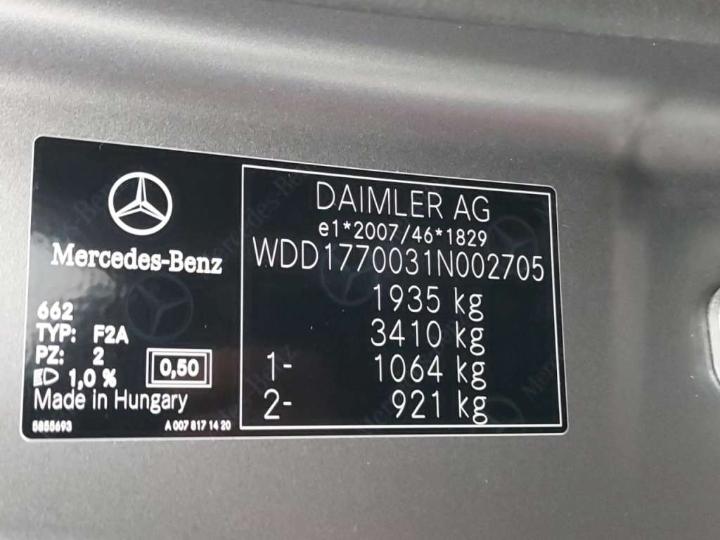 Mercedes-Benz
662
TYP: F2A
PZ: 2
1,0 %
0,50
Made in Hungary
5855693
A 007 817 14 20
DAIMLER AG
e1*2007/46*1829
WDD1770031N002705
1935 kg
3410 kg
1- 1064 kg
2- 921 kg